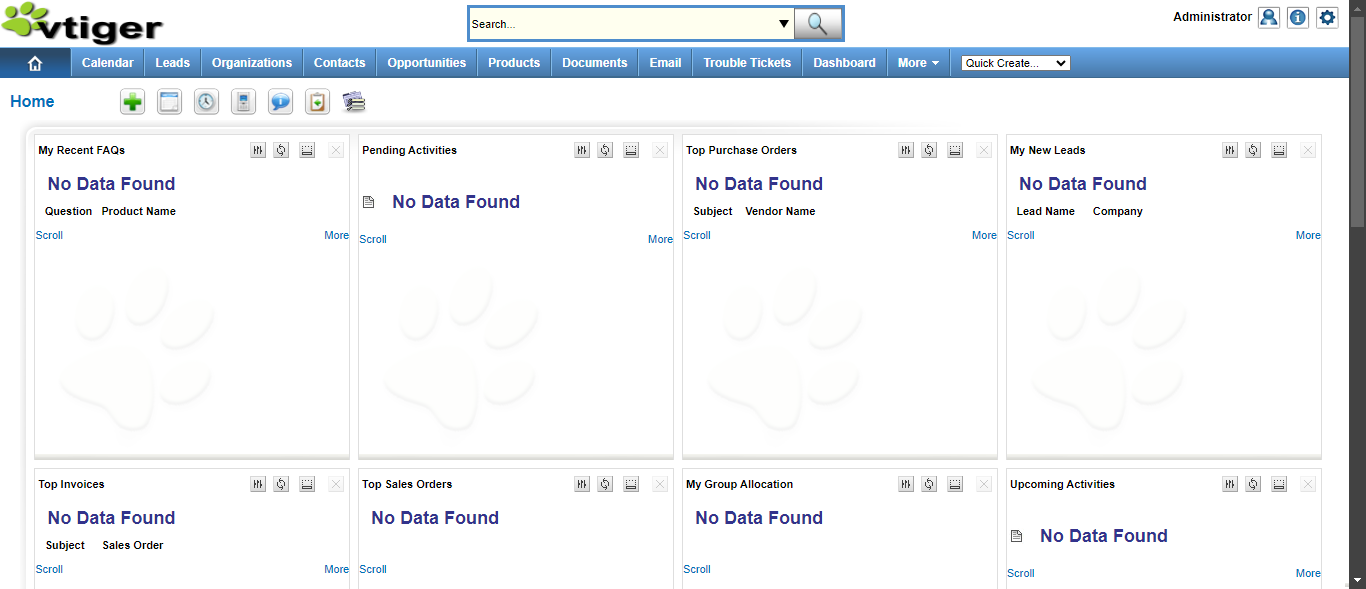 vtiger
Search...
Administrator
Calendar Leads Organizations Contacts Opportunities Products Documents Email Trouble Tickets Dashboard More Quick Create...
Home
My Recent FAQs
No Data Found
Question Product Name
Scroll More
Pending Activities
No Data Found
Scroll More
Top Purchase Orders
No Data Found
Subject Vendor Name
Scroll More
My New Leads
No Data Found
Lead Name Company
Scroll More
Top Invoices
No Data Found
Subject Sales Order
Scroll More
Top Sales Orders
No Data Found
Scroll
My Group Allocation
No Data Found
Scroll
Upcoming Activities
No Data Found
Scroll More